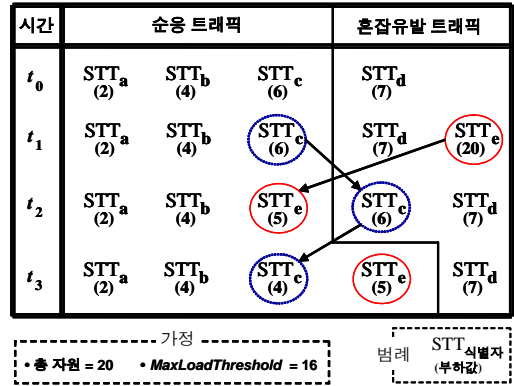 시간 순응 트래픽 혼잡유발 트래픽
t0 STTa (2) STTb (4) STTc (6) STTd (7)
t1 STTa (2) STTb (4) STTc (6) STTd (7) STTe (20)
t2 STTa (2) STTb (4) STTe (5) STTc (6) STTd (7)
t3 STTa (2) STTb (4) STTc (4) STTe (5) STTd (7)
가정
• 총 자원 = 20 • MaxLoadThreshold = 16
범례 STT식별자
(부하값)